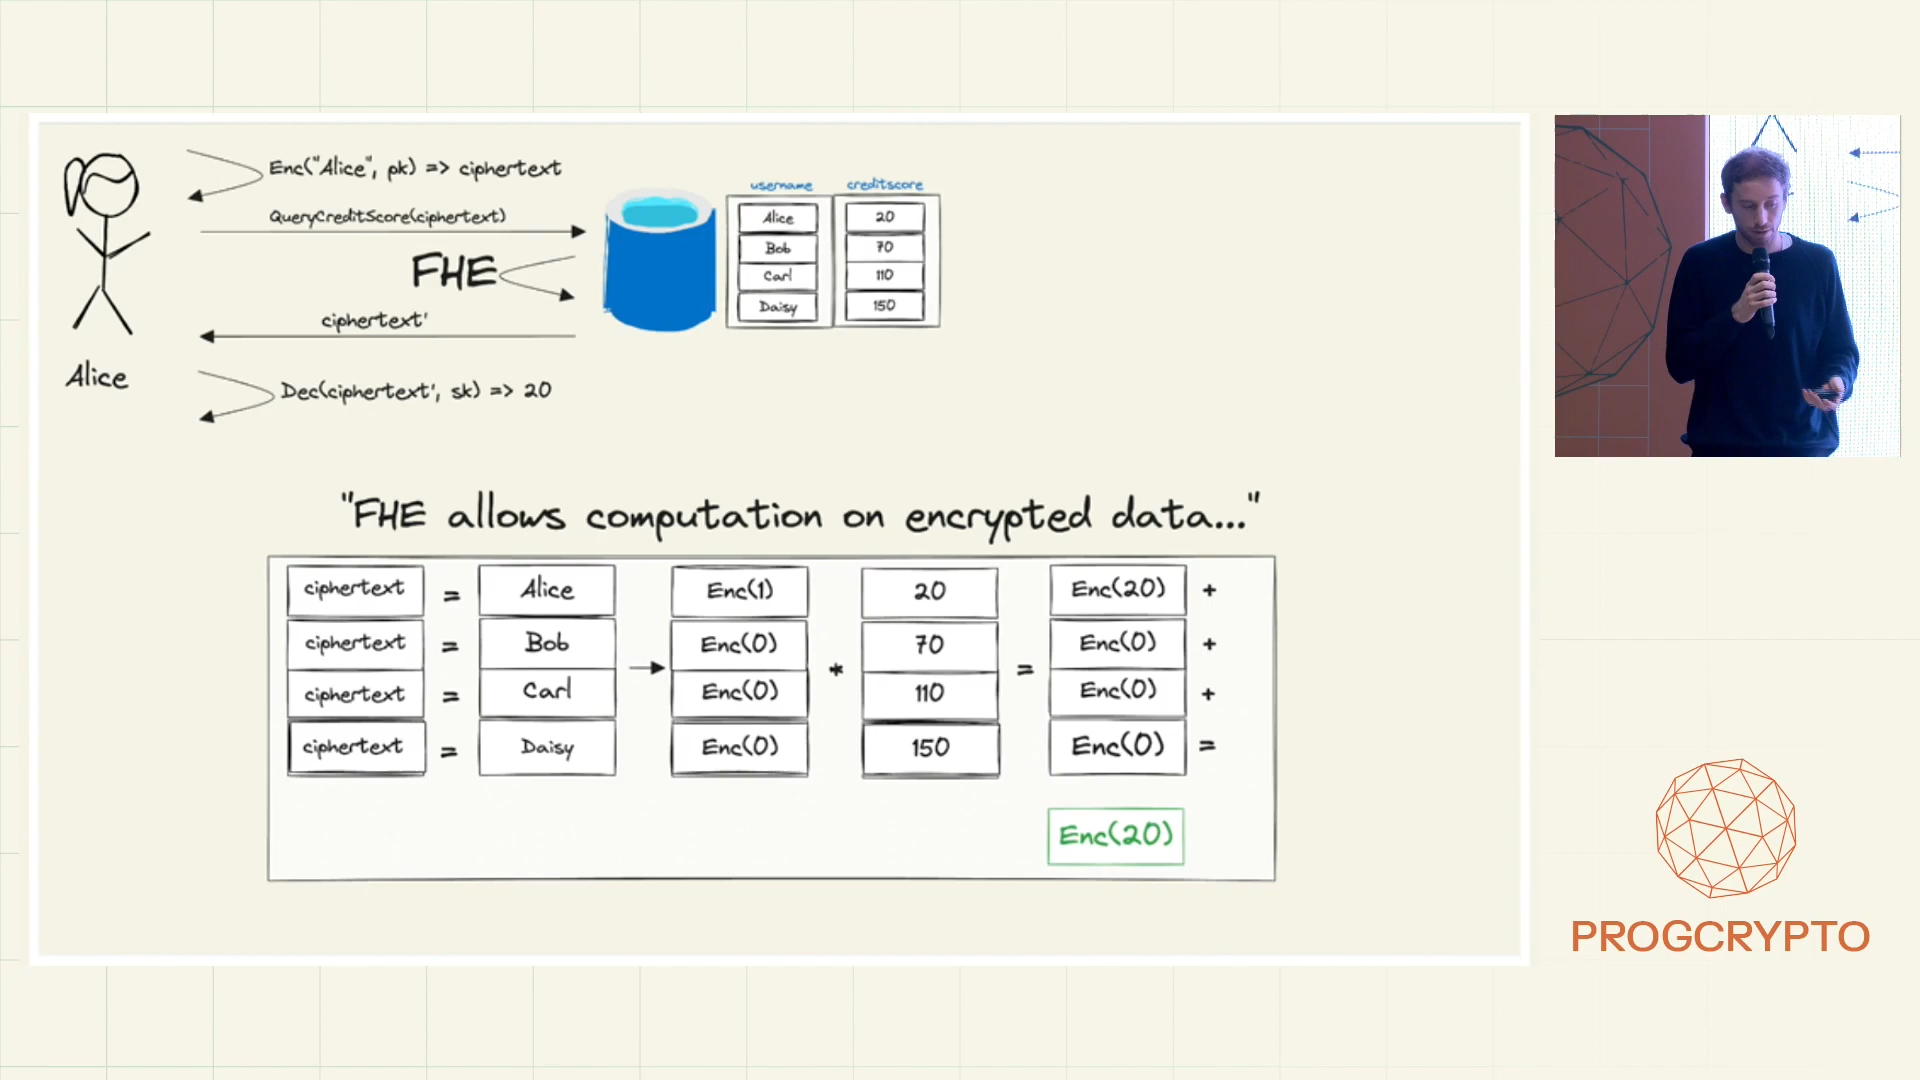 Enc("Alice", pk) => ciphertext
QueryCreditScore(ciphertext)
FHE
ciphertext'
Dec(ciphertext', sk) => 20
Alice
username creditscore
Alice 20
Bob 70
Carl 110
Daisy 150
"FHE allows computation on encrypted data..."
ciphertext = Alice Enc(1) 20 Enc(20) +
ciphertext = Bob → Enc(0) * 70 = Enc(0) +
ciphertext = Carl Enc(0) 110 Enc(0) +
ciphertext = Daisy Enc(0) 150 Enc(0) =
Enc(20)
PROGCRYPTO